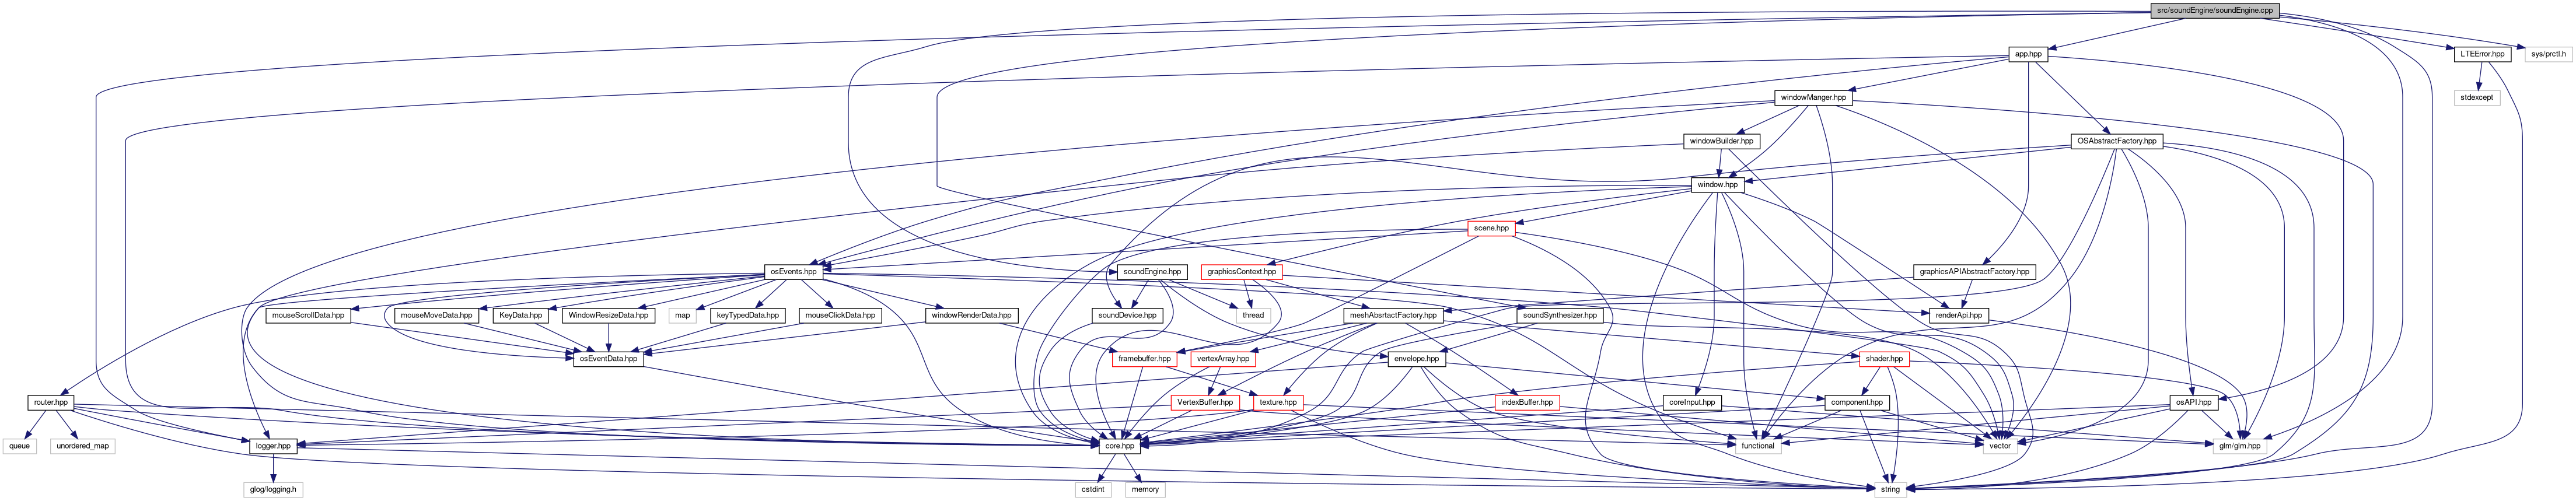 src/soundEngine/soundEngine.cpp
app.hpp
LTEError.hpp
sys/prctl.h
windowManger.hpp
stdexcept
windowBuilder.hpp
OSAbstractFactory.hpp
window.hpp
scene.hpp
osEvents.hpp
soundEngine.hpp
graphicsContext.hpp
graphicsAPIAbstractFactory.hpp
mouseScrollData.hpp
mouseMoveData.hpp
KeyData.hpp
WindowResizeData.hpp
map
keyTypedData.hpp
mouseClickData.hpp
windowRenderData.hpp
soundDevice.hpp
thread
meshAbsrtactFactory.hpp
soundSynthesizer.hpp
renderApi.hpp
osEventData.hpp
framebuffer.hpp
vertexArray.hpp
envelope.hpp
shader.hpp
router.hpp
VertexBuffer.hpp
texture.hpp
indexBuffer.hpp
coreInput.hpp
component.hpp
osAPI.hpp
queue
unordered_map
logger.hpp
core.hpp
functional
vector
glm/glm.hpp
glog/logging.h
cstdint
memory
string